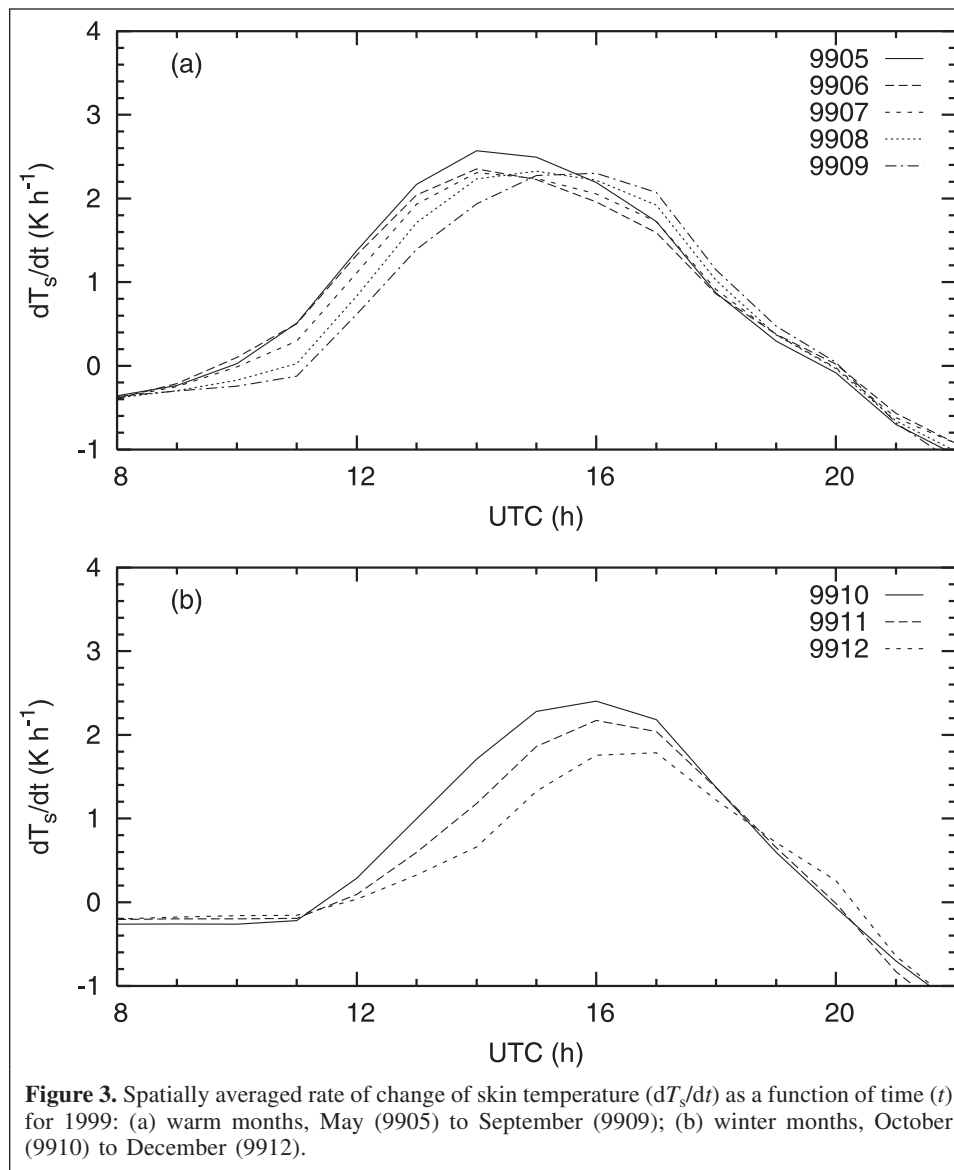 (a)
9905
9906
9907
9908
9909
4
3
2
1
0
-1
dTs/dt (K h-1)
8 12 16 20
UTC (h)
(b)
9910
9911
9912
4
3
2
1
0
-1
dTs/dt (K h-1)
8 12 16 20
UTC (h)
Figure 3. Spatially averaged rate of change of skin temperature (dTs/dt) as a function of time (t)
for 1999: (a) warm months, May (9905) to September (9909); (b) winter months, October
(9910) to December (9912).